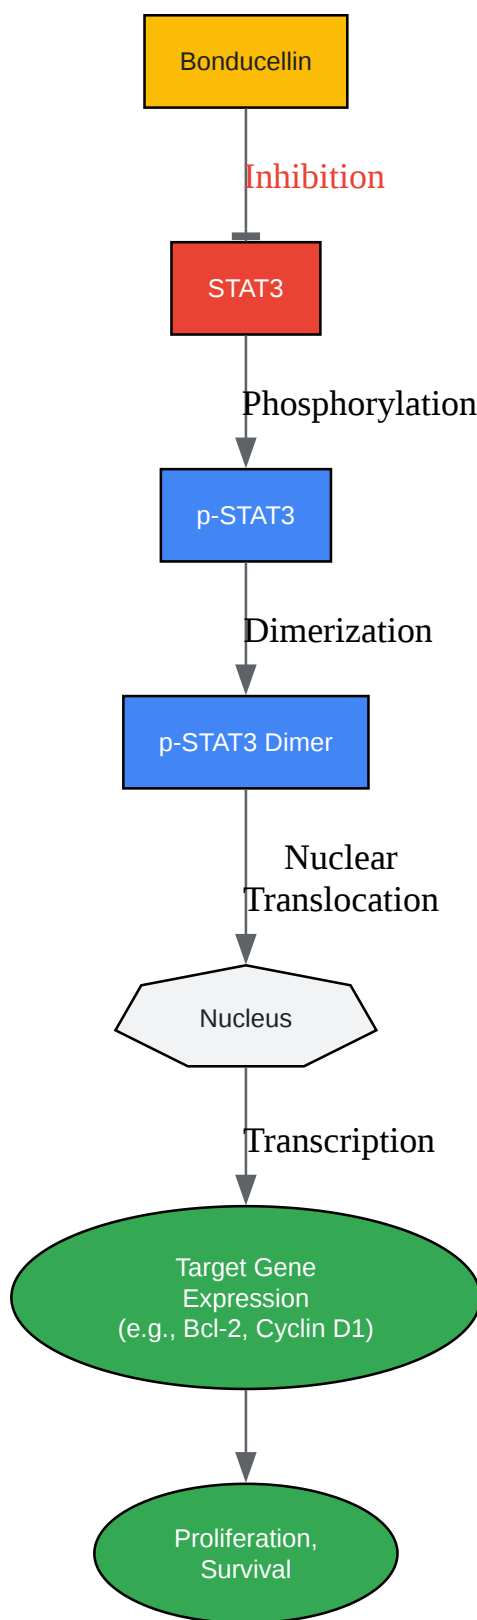 Bonducellin
Inhibition
STAT3
Phosphorylation
p-STAT3
Dimerization
p-STAT3 Dimer
Nuclear
Translocation
Nucleus
Transcription
Target Gene
Expression
(e.g., Bcl-2, Cyclin D1)
Proliferation,
Survival